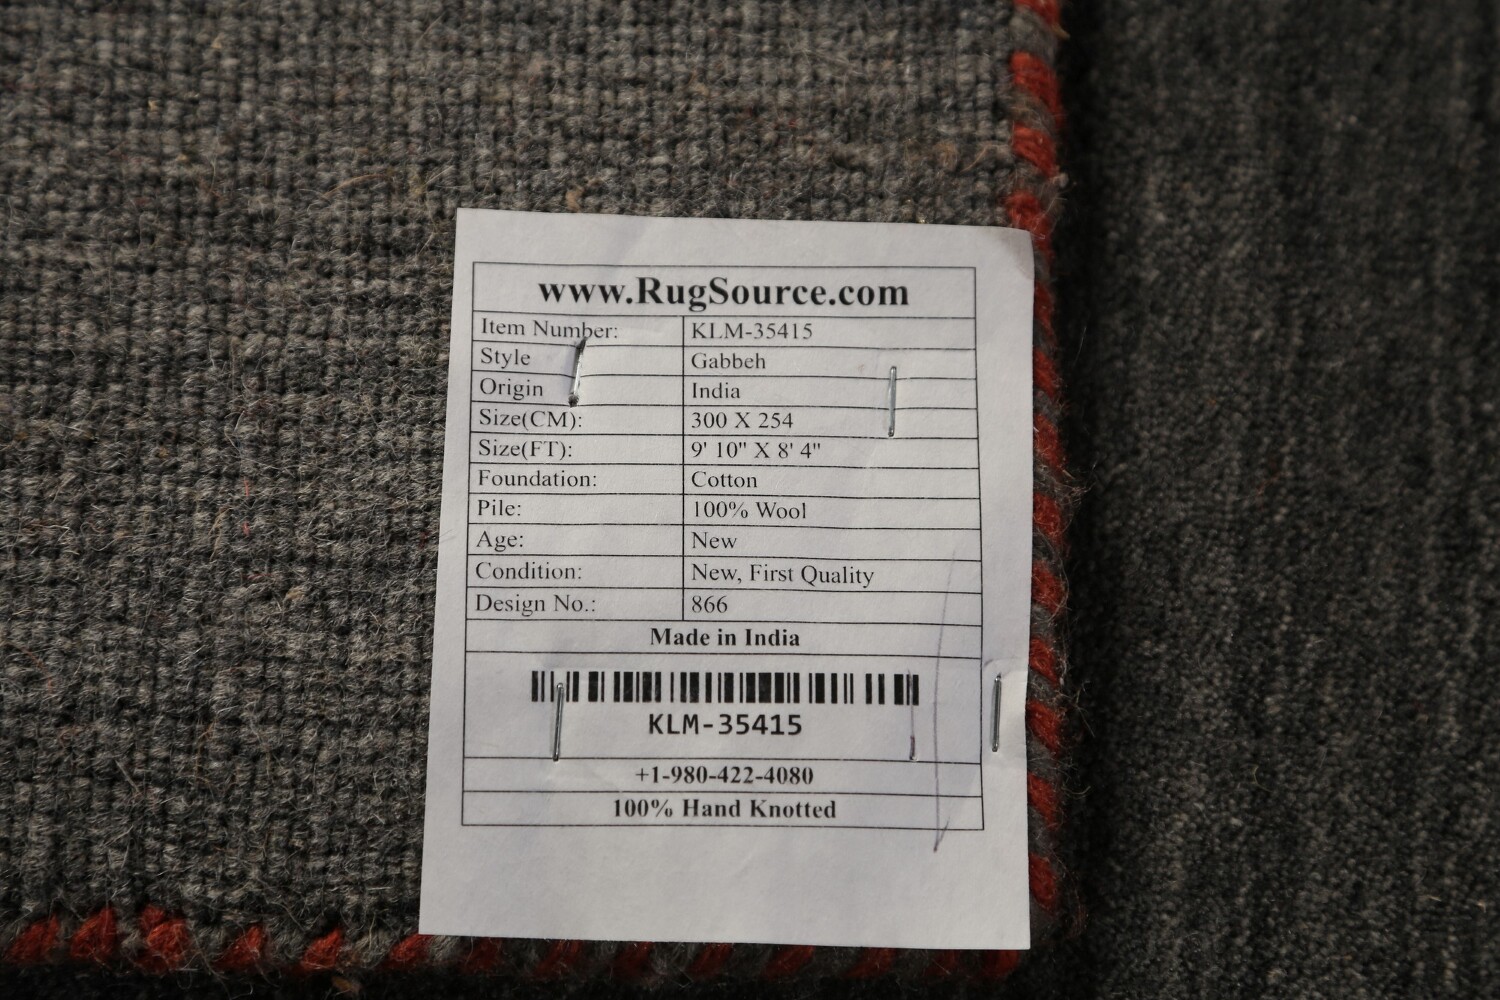 www.RugSource.com
Item Number: KLM-35415
Style Gabbeh
Origin India
Size(CM): 300 X 254
Size(FT): 9' 10" X 8' 4"
Foundation: Cotton
Pile: 100% Wool
Age: New
Condition: New, First Quality
Design No.: 866
Made in India
KLM-35415
+1-980-422-4080
100% Hand Knotted